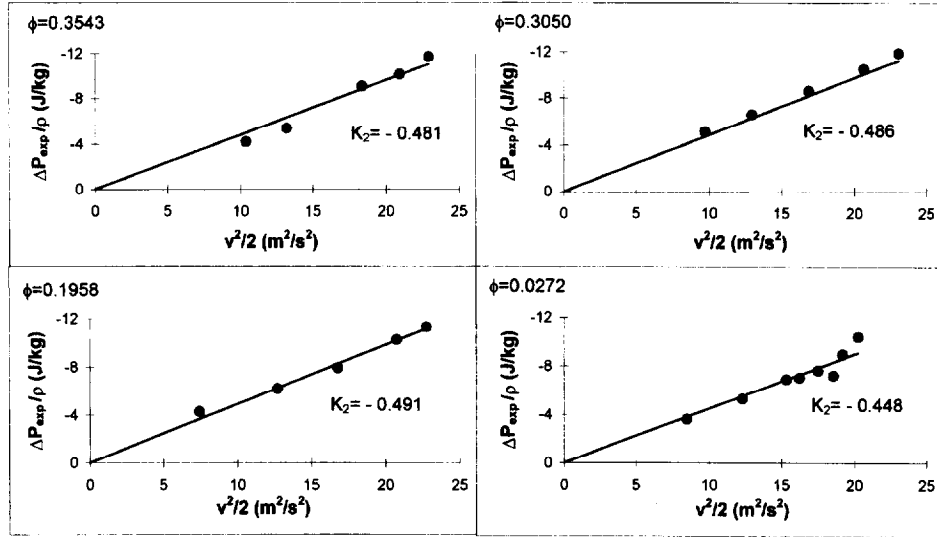 ϕ=0.3543
-12
-8
-4
0
ΔP_exp/ρ (J/kg)
K₂= - 0.481
0 5 10 15 20 25
v²/2 (m²/s²)
ϕ=0.3050
-12
-8
-4
0
ΔP_exp/ρ (J/kg)
K₂= - 0.486
0 5 10 15 20 25
v²/2 (m²/s²)
ϕ=0.1958
-12
-8
-4
0
ΔP_exp/ρ (J/kg)
K₂= - 0.491
0 5 10 15 20 25
v²/2 (m²/s²)
ϕ=0.0272
-12
-8
-4
0
ΔP_exp/ρ (J/kg)
K₂= - 0.448
0 5 10 15 20 25
v²/2 (m²/s²)